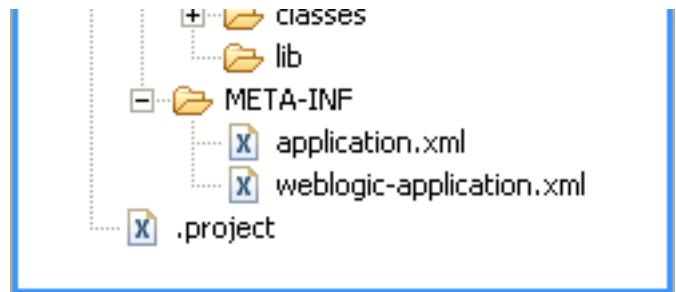 classes
lib
META-INF
application.xml
weblogic-application.xml
.project